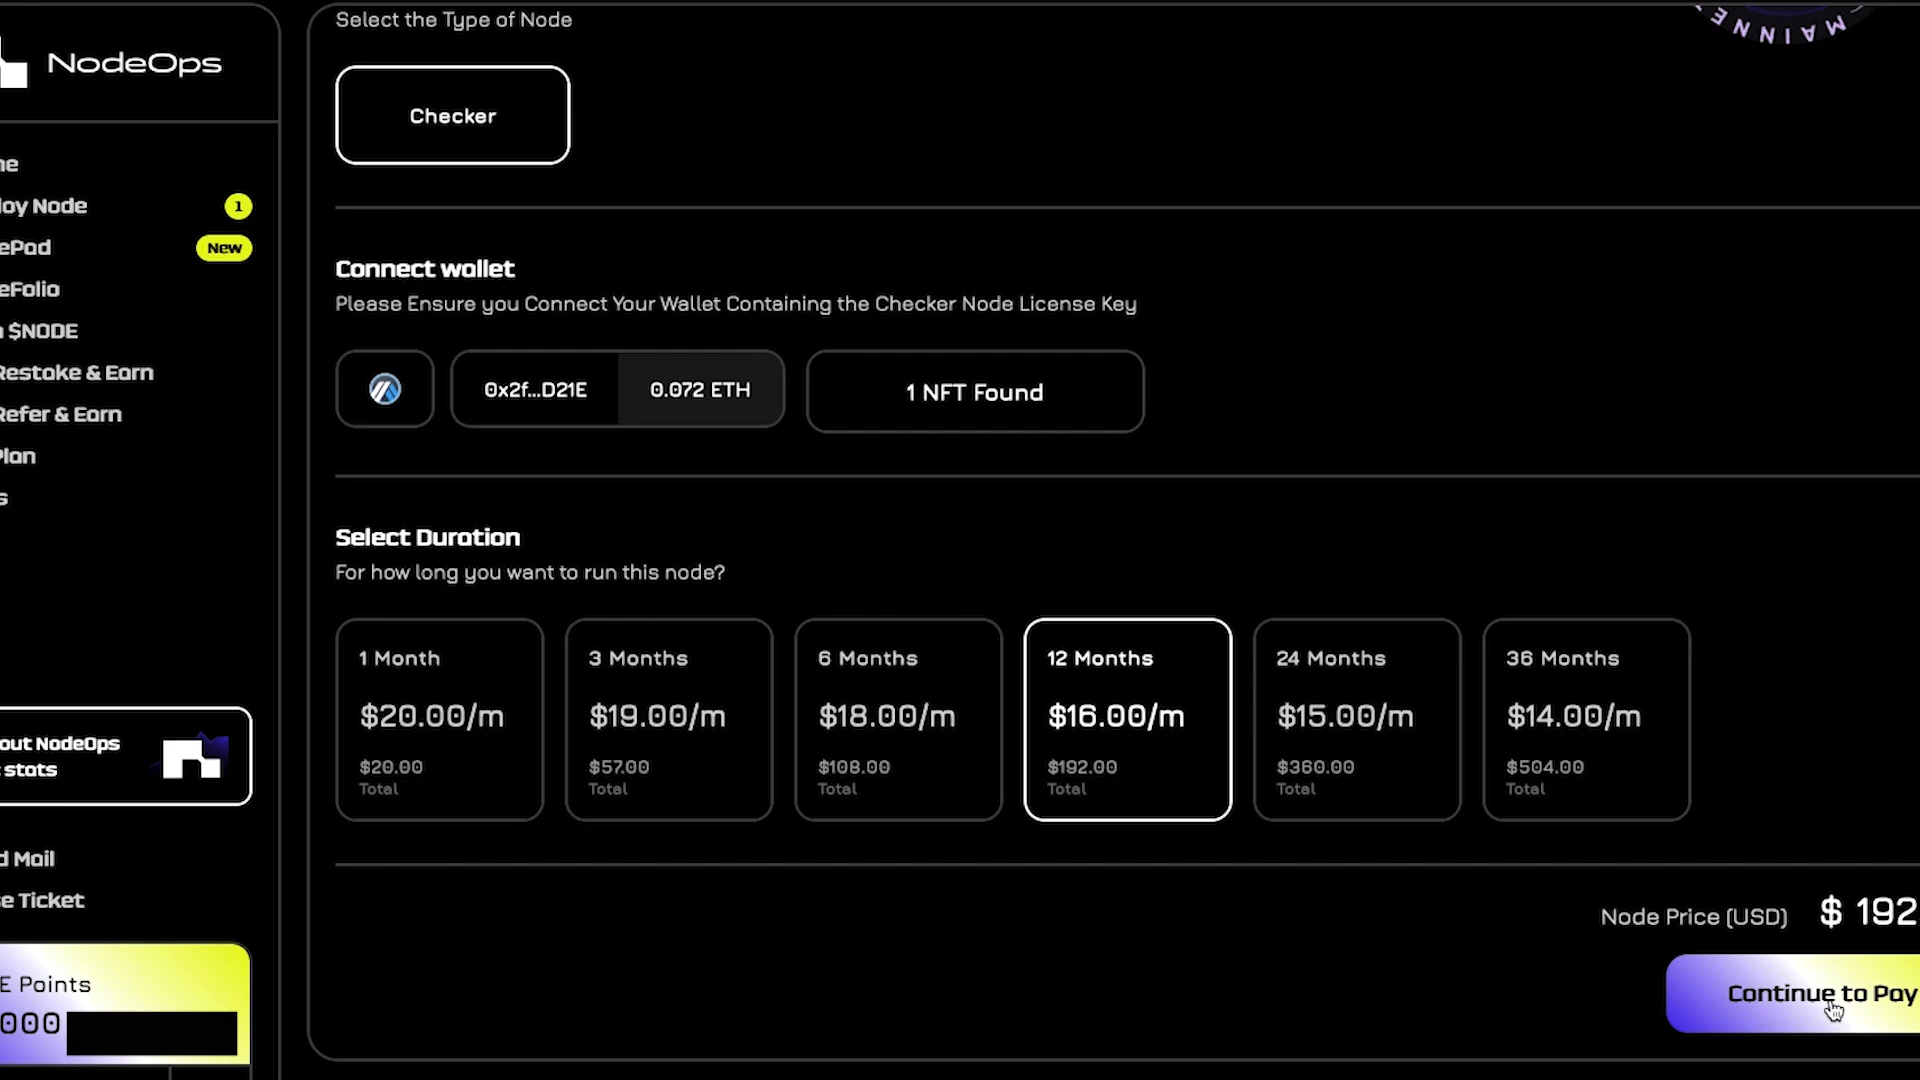 Select the Type of Node
MAINNE
NodeOps
Checker
ne
loy Node
1
ePod
New
eFolio
$NODE
Restake & Earn
Refer & Earn
Plan
s
Connect wallet
Please Ensure you Connect Your Wallet Containing the Checker Node License Key
0x2f...D21E
0.072 ETH
1 NFT Found
Select Duration
For how long you want to run this node?
1 Month
$20.00/m
$20.00
Total
3 Months
$19.00/m
$57.00
Total
6 Months
$18.00/m
$108.00
Total
12 Months
$16.00/m
$192.00
Total
24 Months
$15.00/m
$360.00
Total
36 Months
$14.00/m
$504.00
Total
out NodeOps
stats
d Mail
e Ticket
E Points
000
Node Price (USD)
$ 192
Continue to Pay